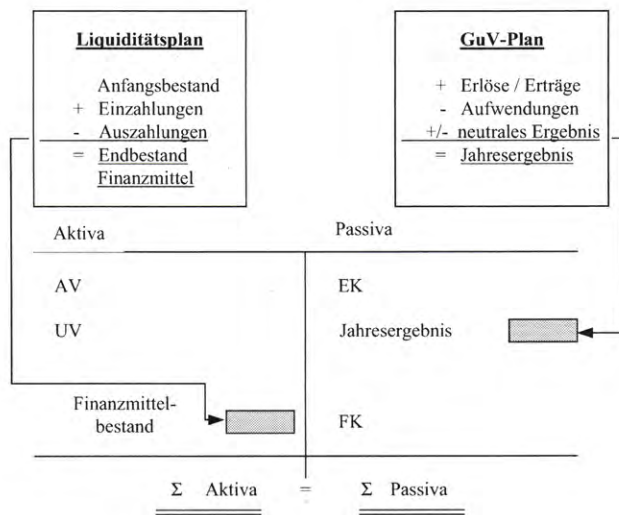 Liquiditätsplan
Anfangsbestand
+ Einzahlungen
- Auszahlungen
= Endbestand
Finanzmittel
GuV-Plan
+ Erlöse / Erträge
- Aufwendungen
+/- neutrales Ergebnis
= Jahresergebnis
Aktiva Passiva
AV EK
UV Jahresergebnis
Finanzmittel-
bestand FK
Σ Aktiva = Σ Passiva